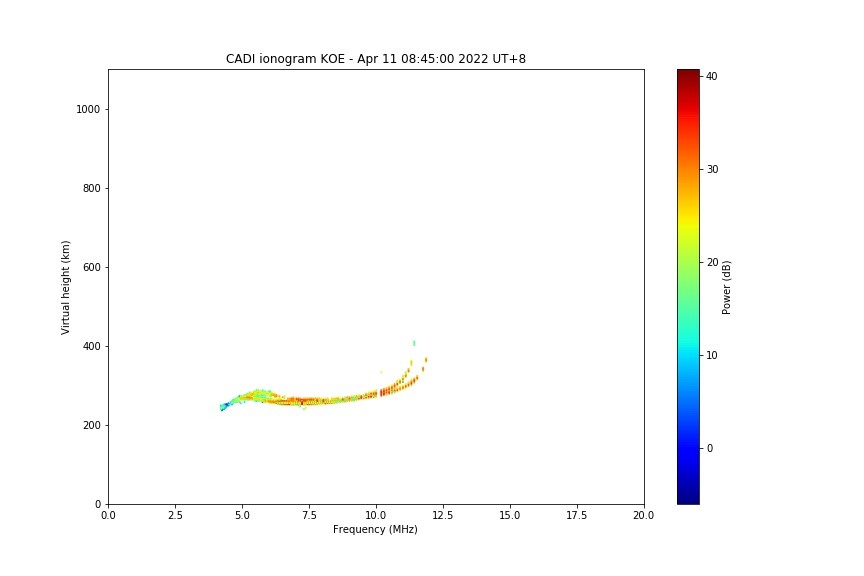 CADI ionogram KOE - Apr 11 08:45:00 2022 UT+8
1000
800
600
400
200
0
Virtual height (km)
0.0 2.5 5.0 7.5 10.0 12.5 15.0 17.5 20.0
Frequency (MHz)
40
30
20
10
0
Power (dB)